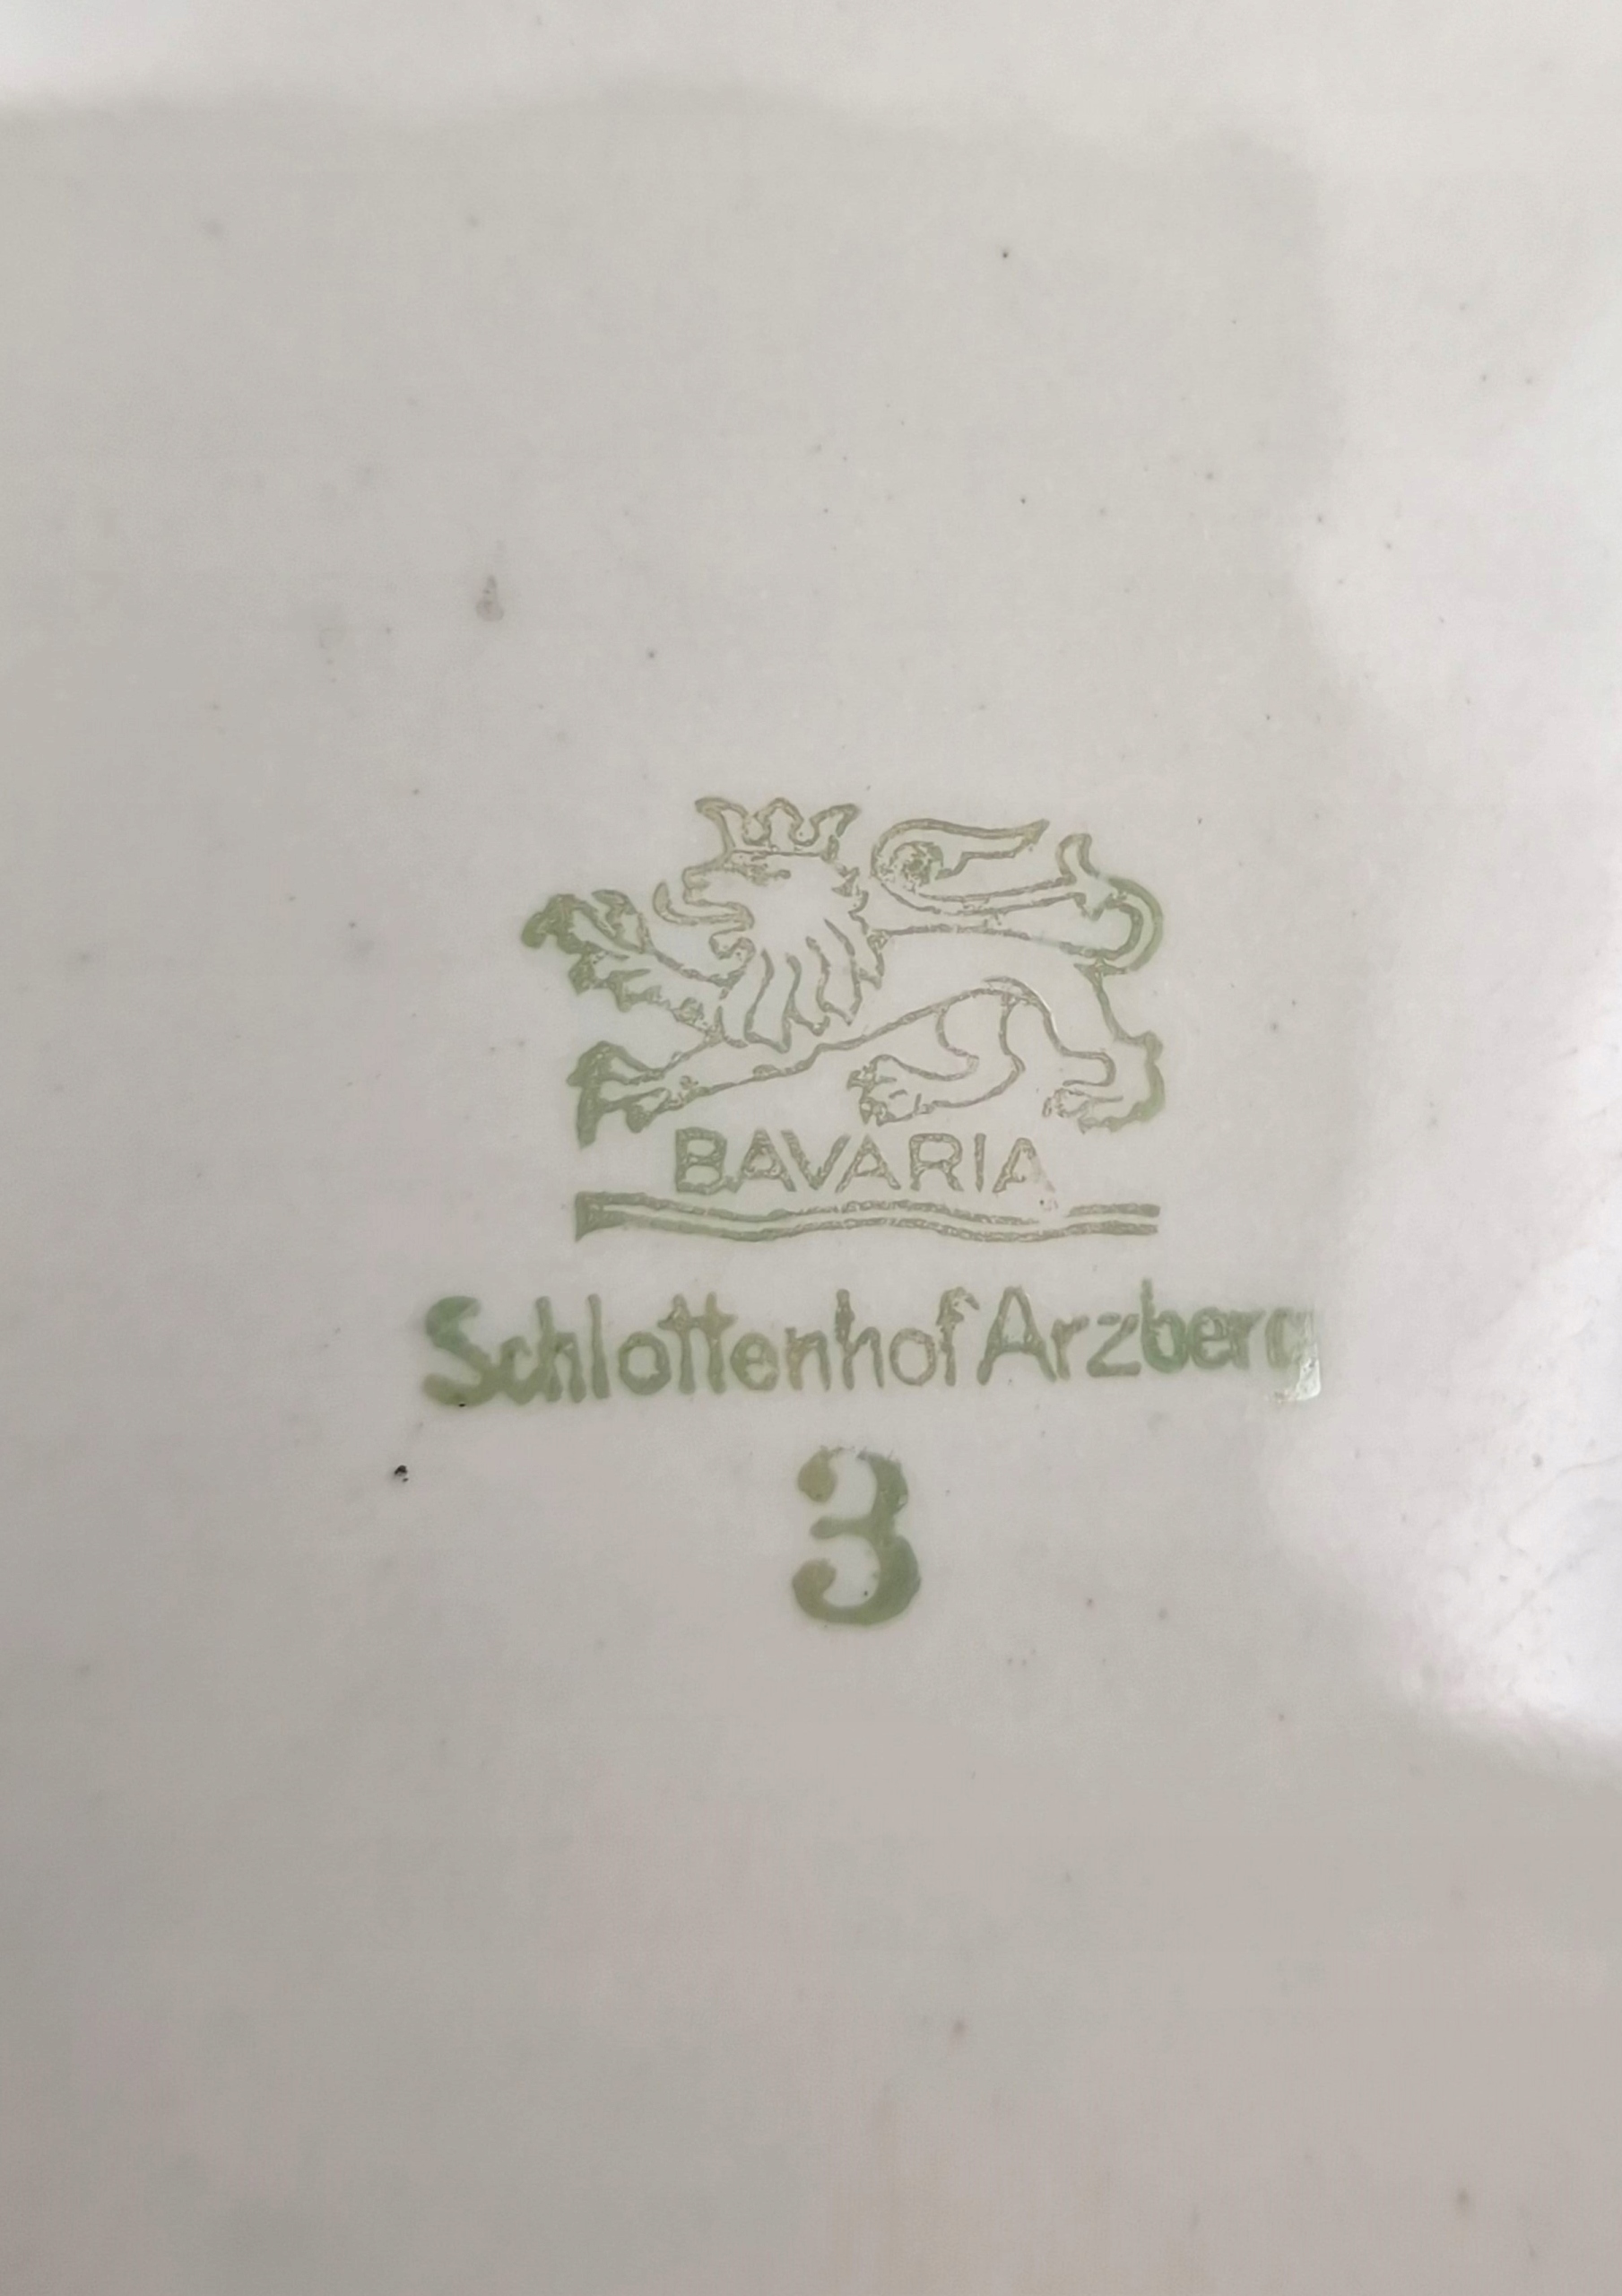 BAVARIA
Schlottenhof Arzberg
3